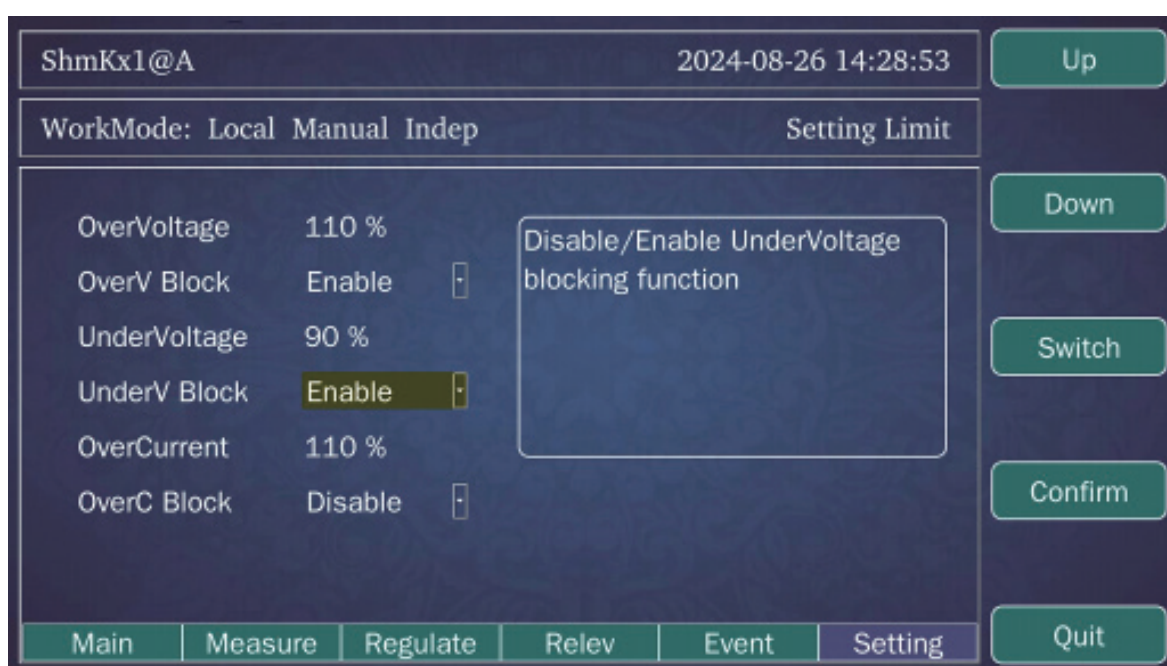 ShmKx1@A 2024-08-26 14:28:53
Up
WorkMode: Local Manual Indep Setting Limit
Down
OverVoltage 110 %
OverV Block Enable
UnderVoltage 90 %
UnderV Block Enable
OverCurrent 110 %
OverC Block Disable
Disable/Enable UnderVoltage
blocking function
Switch
Confirm
Main Measure Regulate Relev Event Setting
Quit